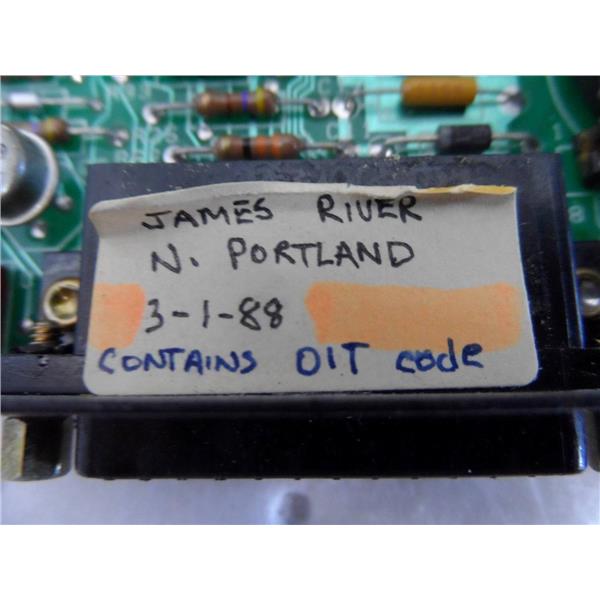 JAMES RIVER
N. PORTLAND
3-1-88
CONTAINS OIT code